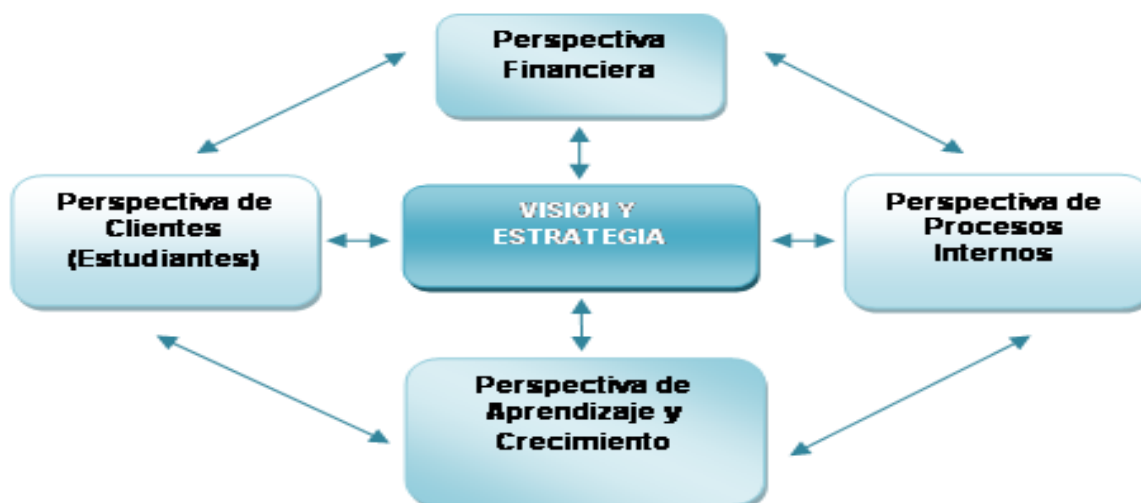 Perspectiva
Financiera
Perspectiva de
Clientes
(Estudiantes)
VISION Y
ESTRATEGIA
Perspectiva de
Procesos
Internos
Perspectiva de
Aprendizaje y
Crecimiento